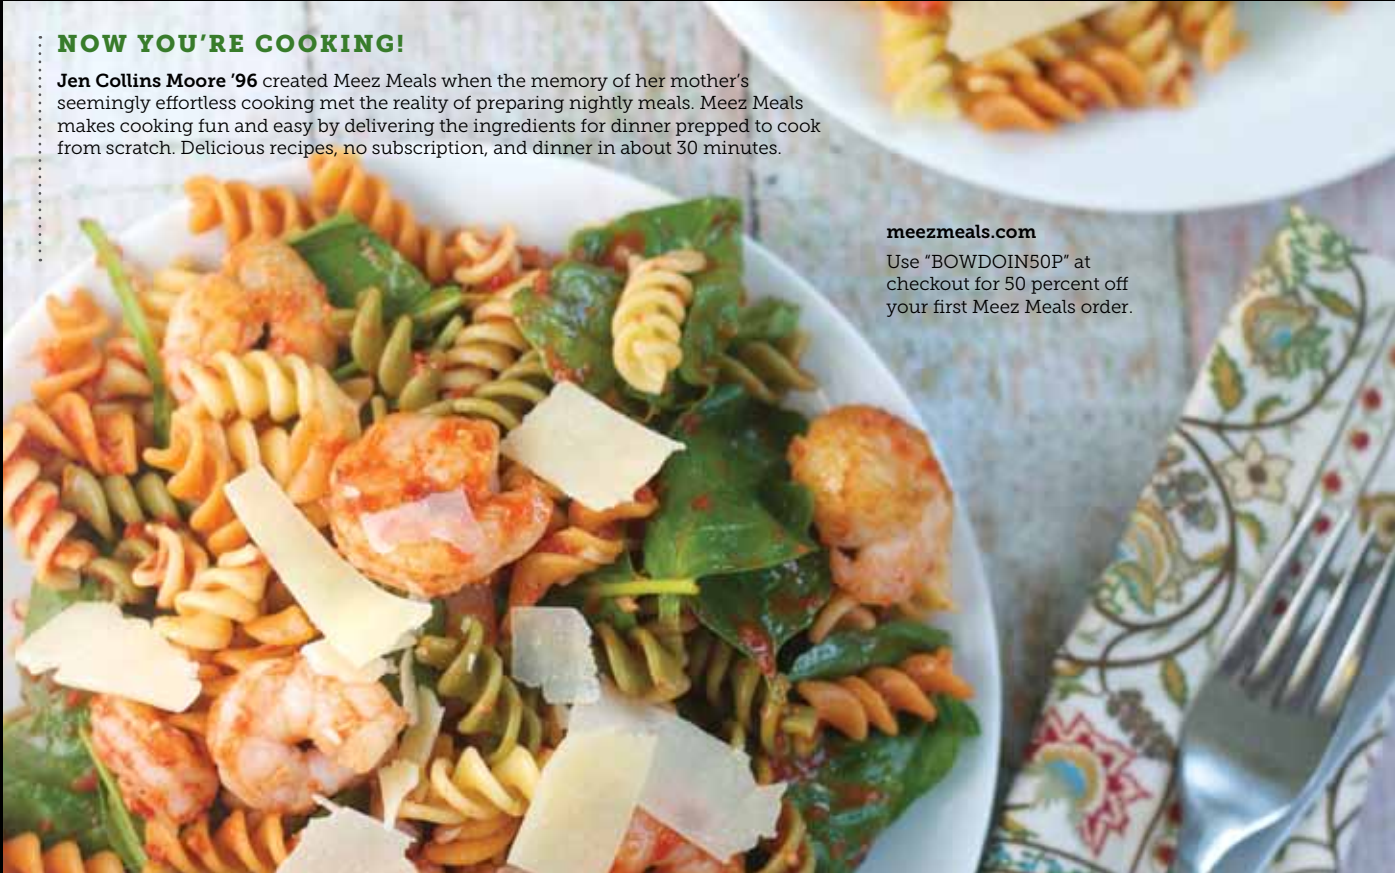 NOW YOU'RE COOKING!
Jen Collins Moore '96 created Meez Meals when the memory of her mother's
seemingly effortless cooking met the reality of preparing nightly meals. Meez Meals
makes cooking fun and easy by delivering the ingredients for dinner prepped to cook
from scratch. Delicious recipes, no subscription, and dinner in about 30 minutes.
meezmeals.com
Use "BOWDOIN50P" at
checkout for 50 percent off
your first Meez Meals order.